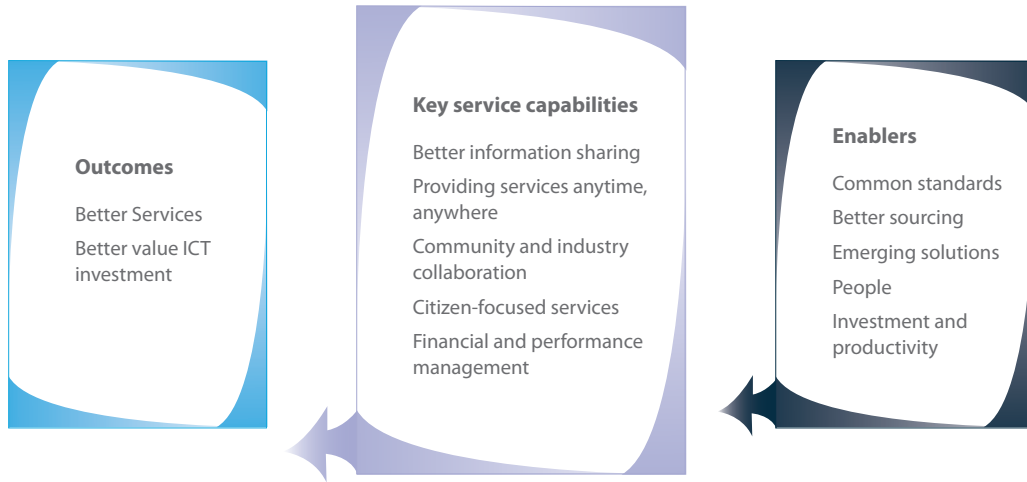 Outcomes
Better Services
Better value ICT
investment
Key service capabilities
Better information sharing
Providing services anytime,
anywhere
Community and industry
collaboration
Citizen-focused services
Financial and performance
management
Enablers
Common standards
Better sourcing
Emerging solutions
People
Investment and
productivity